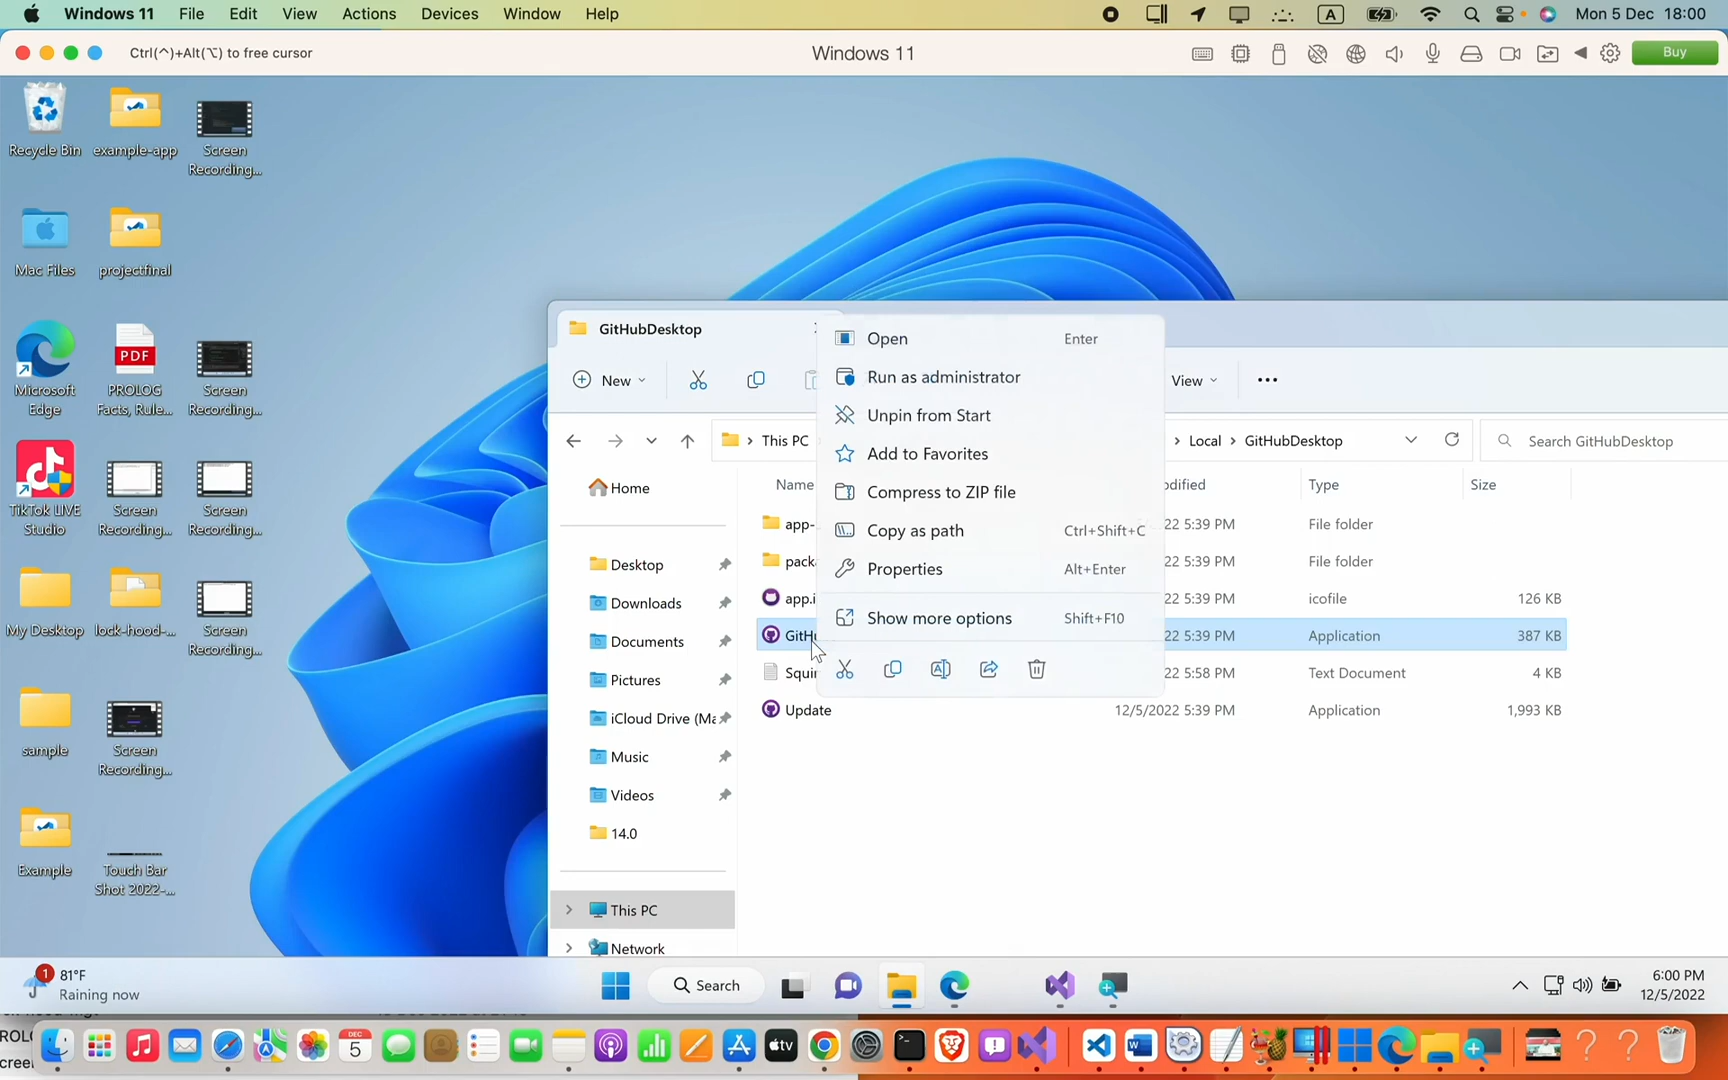 Windows 11 File Edit View Actions Devices Window Help A Mon 5 Dec 18:00
Ctrl(^)+Alt(⌥) to free cursor Windows 11 Buy
Recycle Bin
example-app
Screen
Recording...
Mac Files
projectfinal
Microsoft
Edge
PDF
PROLOG
Facts, Rule...
Screen
Recording...
TikTok LIVE
Studio
Screen
Recording...
Screen
Recording...
My Desktop
lock-hood-...
Screen
Recording...
sample
Screen
Recording...
Example
Touch Bar
Shot 2022-...
GitHubDesktop
New
View
This PC
Local > GitHubDesktop
Search GitHubDesktop
Home
Desktop
Downloads
Documents
Pictures
iCloud Drive (Ma
Music
Videos
14.0
This PC
Network
Name Type Size
app- 22 5:39 PM File folder
22 5:39 PM File folder
app.i 22 5:39 PM icofile 126 KB
GitHu 22 5:39 PM Application 387 KB
Squir 22 5:58 PM Text Document 4 KB
Update 12/5/2022 5:39 PM Application 1,993 KB
Open Enter
Run as administrator
Unpin from Start
Add to Favorites
Compress to ZIP file
Copy as path Ctrl+Shift+C
Properties Alt+Enter
Show more options Shift+F10
1
81°F
Raining now
Search
6:00 PM
12/5/2022
DEC
5
tv